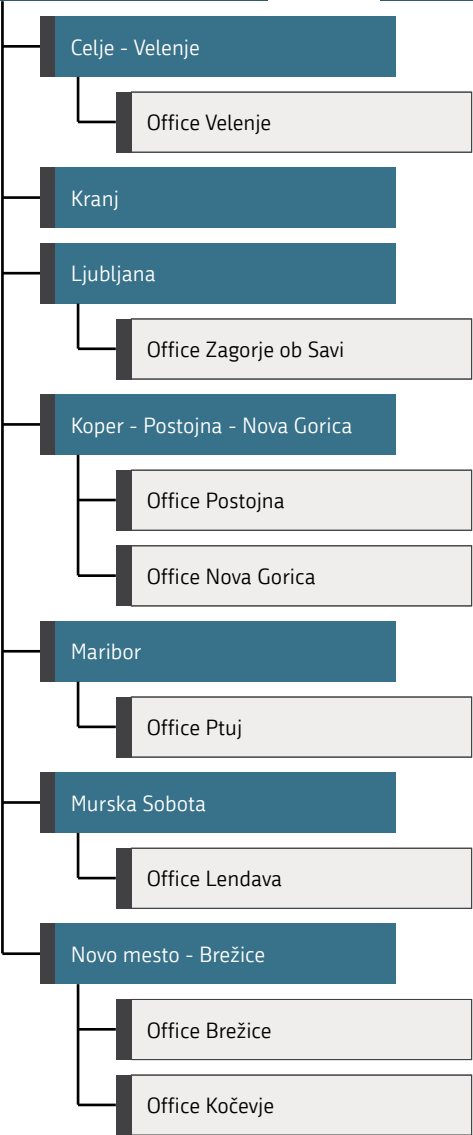 Celje - Velenje
Office Velenje
Kranj
Ljubljana
Office Zagorje ob Savi
Koper - Postojna - Nova Gorica
Office Postojna
Office Nova Gorica
Maribor
Office Ptuj
Murska Sobota
Office Lendava
Novo mesto - Brežice
Office Brežice
Office Kočevje